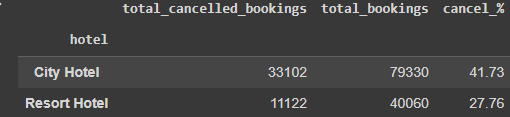 total_cancelled_bookings total_bookings cancel_%
hotel
City Hotel 33102 79330 41.73
Resort Hotel 11122 40060 27.76